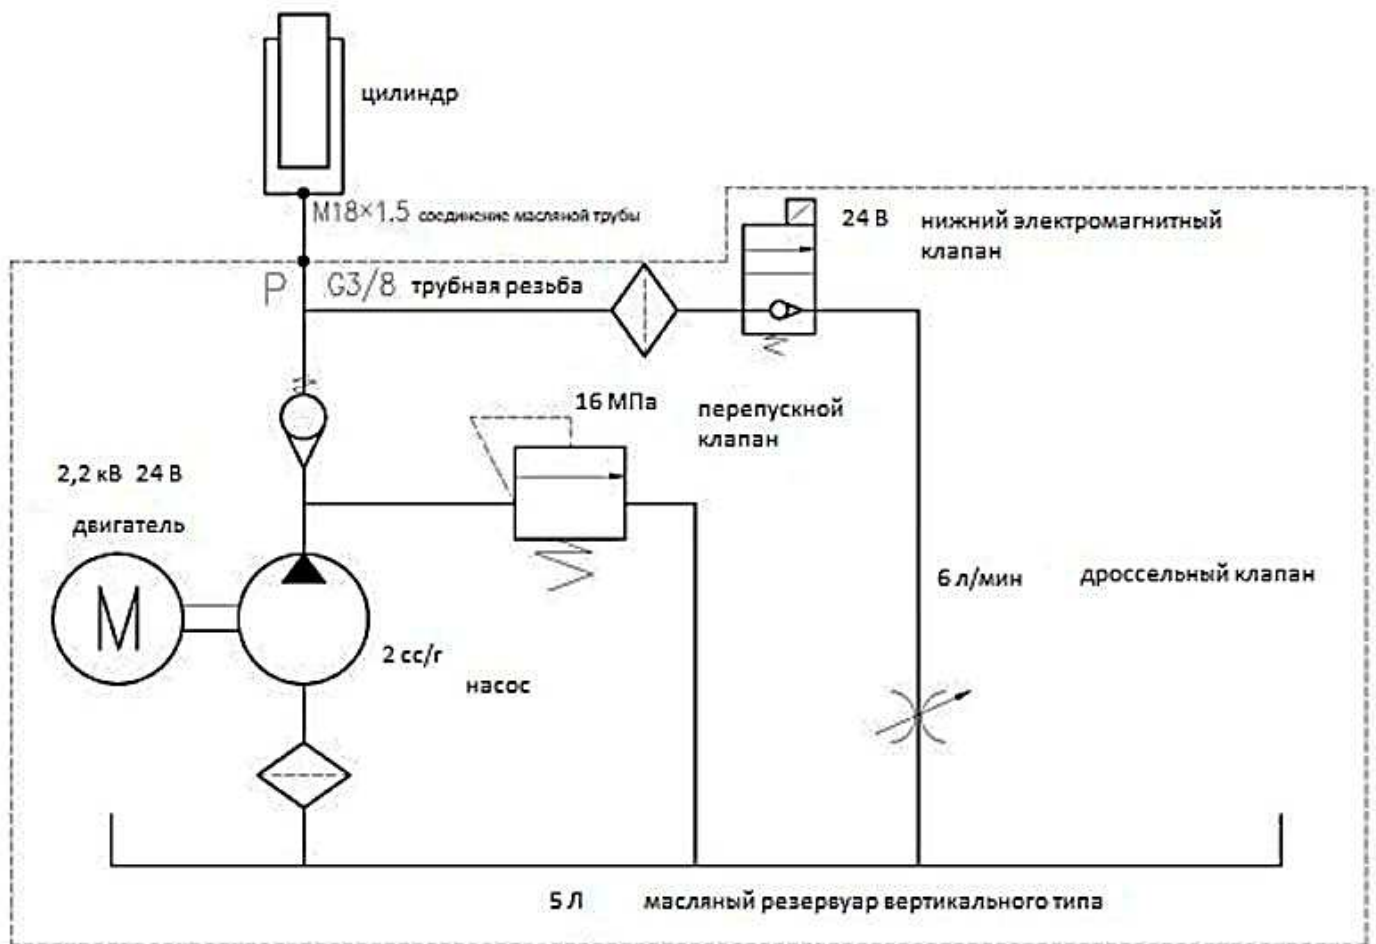 цилиндр
M18×1.5 соединение масляной трубы
24 В нижний электромагнитный
клапан
P G3/8 трубная резьба
16 МПа перепускной
клапан
2,2 кВ 24 В
двигатель
M
6 л/мин дроссельный клапан
2 сс/г
насос
5 Л масляный резервуар вертикального типа